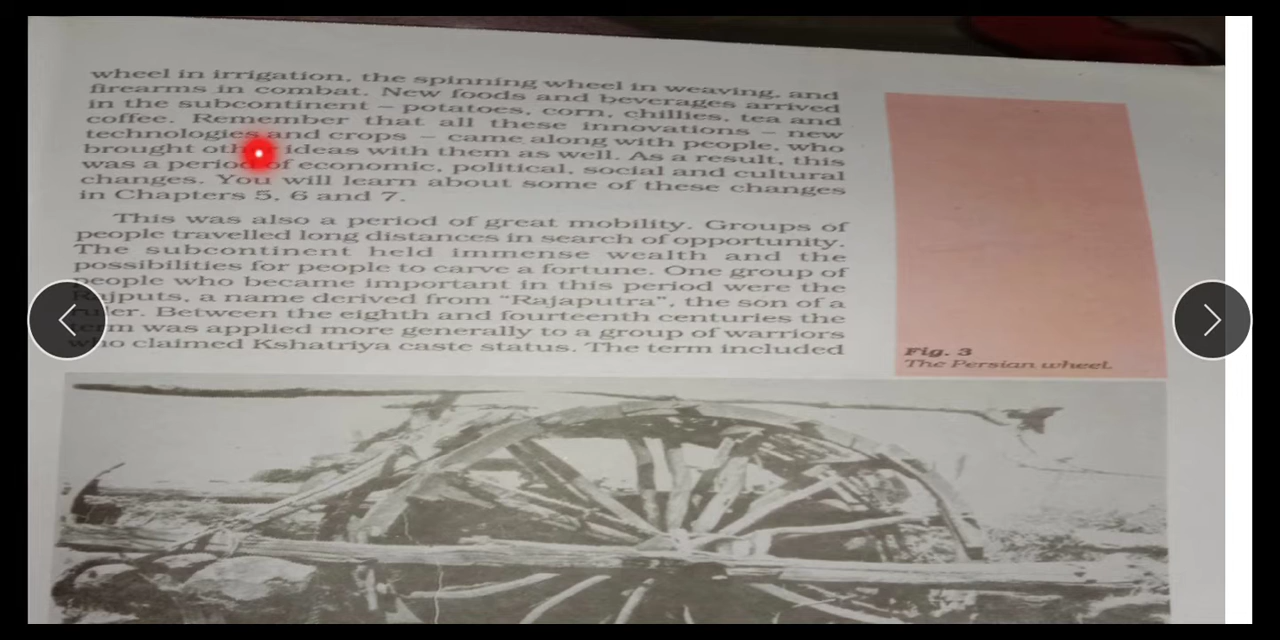 wheel in irrigation, the spinning wheel in weaving, and
firearms in combat. New foods and beverages arrived
in the subcontinent – potatoes, corn, chillies, tea and
coffee. Remember that all these innovations – new
technologies and crops – came along with people, who
brought other ideas with them as well. As a result, this
was a period of economic, political, social and cultural
changes. You will learn about some of these changes
in Chapters 5, 6 and 7.
This was also a period of great mobility. Groups of
people travelled long distances in search of opportunity.
The subcontinent held immense wealth and the
possibilities for people to carve a fortune. One group of
people who became important in this period were the
Rajputs, a name derived from "Rajaputra", the son of a
ruler. Between the eighth and fourteenth centuries the
term was applied more generally to a group of warriors
who claimed Kshatriya caste status. The term included
Fig. 3
The Persian wheel.